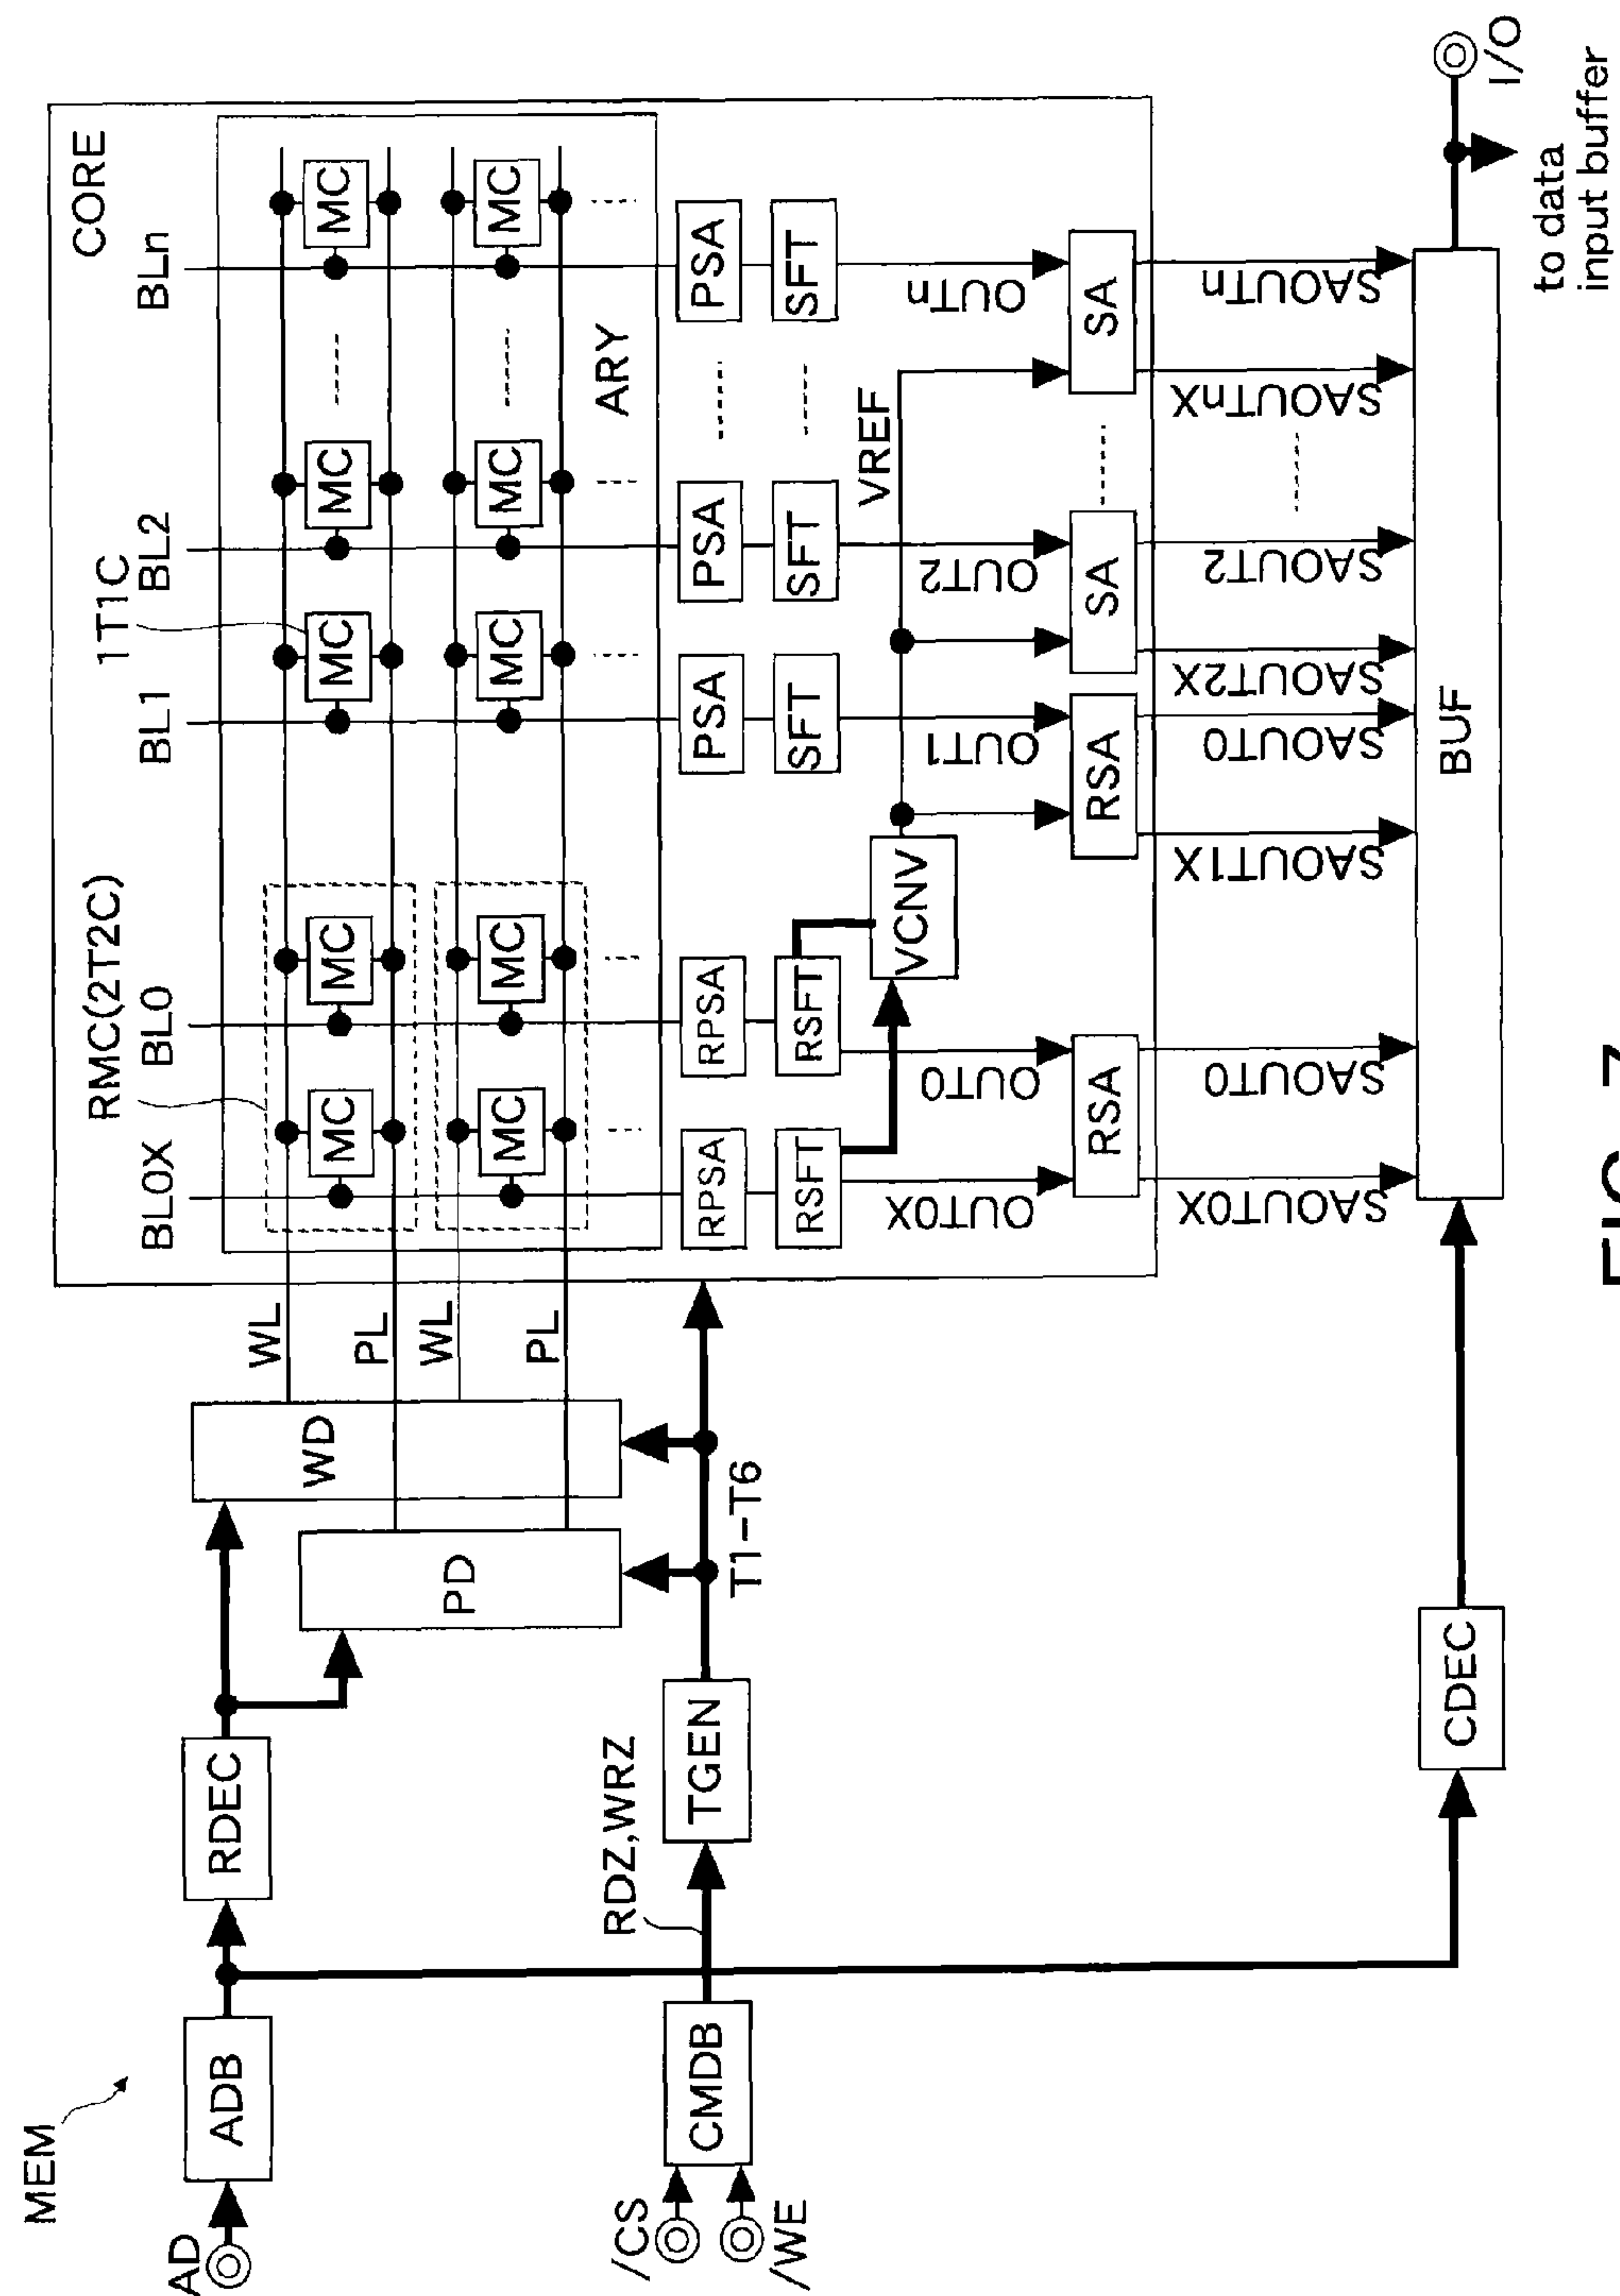 MEM
RMC(2T2C)
1T1C
CORE
BL0X
BL0
BL1
BL2
BLn
AD
ADB
RDEC
WL
PL
WL
PL
WD
PD
MC
MC
MC
MC
MC
MC
MC
MC
MC
MC
ARY
/CS
/WE
CMDB
RDZ,WRZ
TGEN
T1-T6
RPSA
RPSA
PSA
PSA
PSA
RSFT
RSFT
SFT
SFT
SFT
VCNV
VREF
OUT0X
OUT0
OUT1
OUT2
OUTn
RSA
RSA
SA
SA
SAOUT0X
SAOUT0
SAOUT1X
SAOUT0
SAOUT2X
SAOUT2
SAOUTnX
SAOUTn
CDEC
BUF
I/O
to data
input buffer